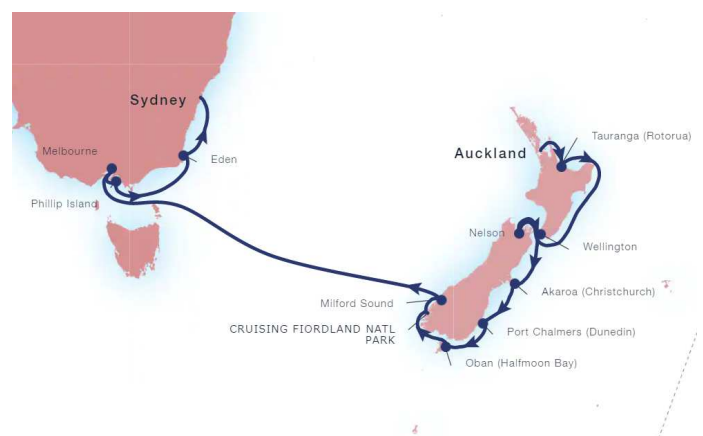 Sydney
Melbourne
Eden
Phillip Island
Auckland
Tauranga (Rotorua)
Nelson
Wellington
Akaroa (Christchurch)
Milford Sound
CRUISING FIORDLAND NATL
PARK
Port Chalmers (Dunedin)
Oban (Halfmoon Bay)